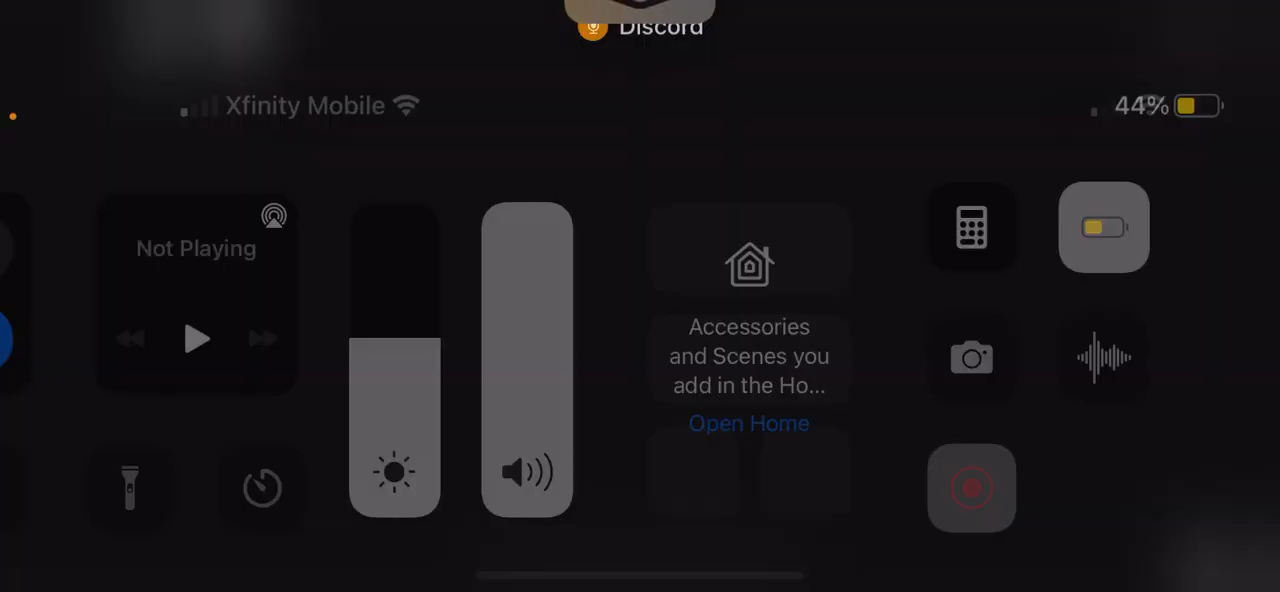 Discord
Xfinity Mobile
44%
Not Playing
Accessories
and Scenes you
add in the Ho...
Open Home